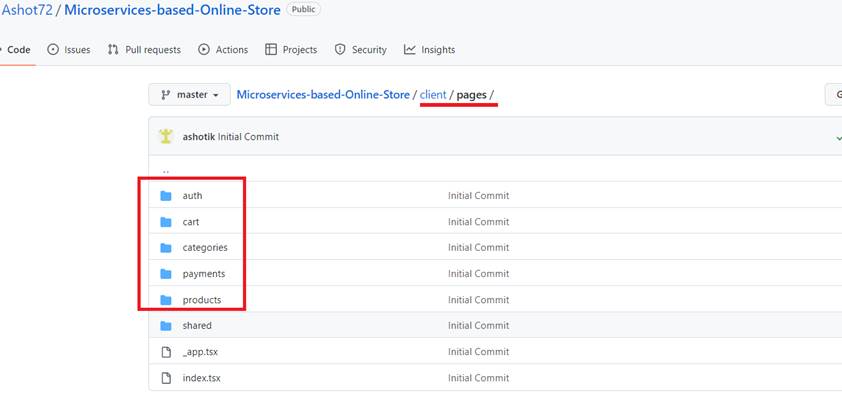 Ashot72 / Microservices-based-Online-Store Public
Code Issues Pull requests Actions Projects Security Insights
master Microservices-based-Online-Store / client / pages /
ashotik Initial Commit
..
auth Initial Commit
cart Initial Commit
categories Initial Commit
payments Initial Commit
products Initial Commit
shared Initial Commit
_app.tsx Initial Commit
index.tsx Initial Commit